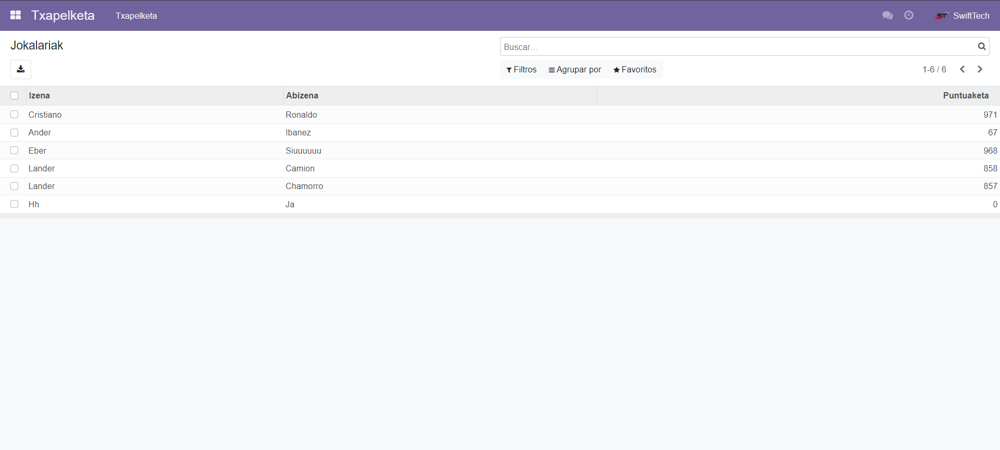 Txapelketa Txapelketa ST SwiftTech
Jokalariak
Buscar...
Filtros Agrupar por Favoritos 1-6 / 6
Izena Abizena Puntuaketa
Cristiano Ronaldo 971
Ander Ibanez 67
Eber Siuuuuuu 968
Lander Camion 858
Lander Chamorro 857
Hh Ja 0